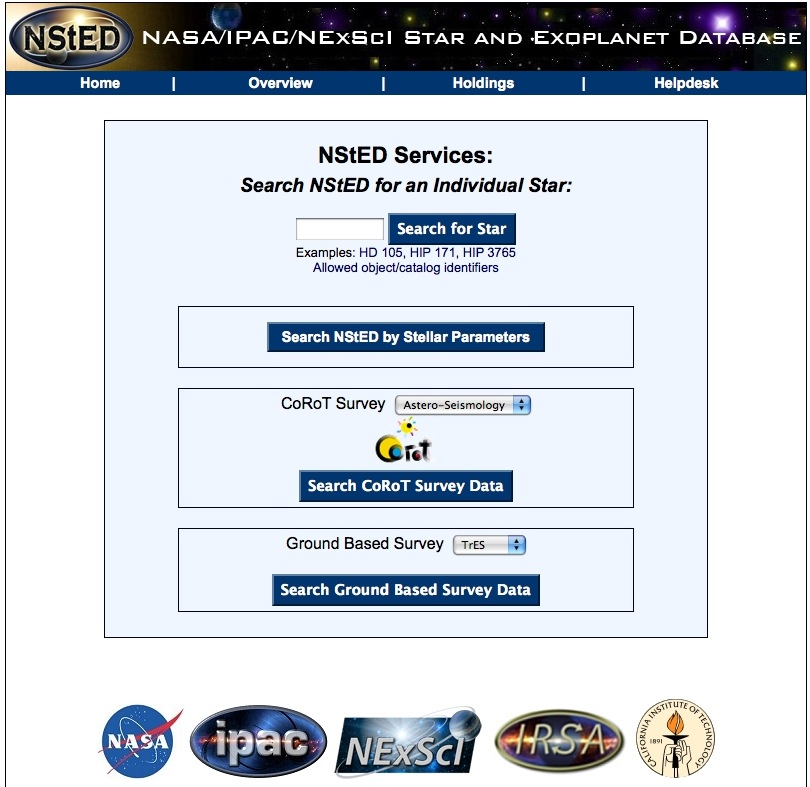 NStED NASA/IPAC/NExScI Star and Exoplanet Database
Home | Overview | Holdings | Helpdesk
NStED Services:
Search NStED for an Individual Star:
Search for Star
Examples: HD 105, HIP 171, HIP 3765
Allowed object/catalog identifiers
Search NStED by Stellar Parameters
CoRoT Survey Astero-Seismology
CoRoT
Search CoRoT Survey Data
Ground Based Survey TrES
Search Ground Based Survey Data
NASA ipac NExScI IRSA CALIFORNIA INSTITUTE OF TECHNOLOGY 1891